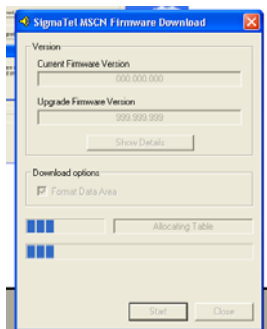 SigmaTel MSCN Firmware Download
Version
Current Firmware Version
000.000.000
Upgrade Firmware Version
999.999.999
Show Details
Download options
Format Data Area
Allocating Table
Start
Close